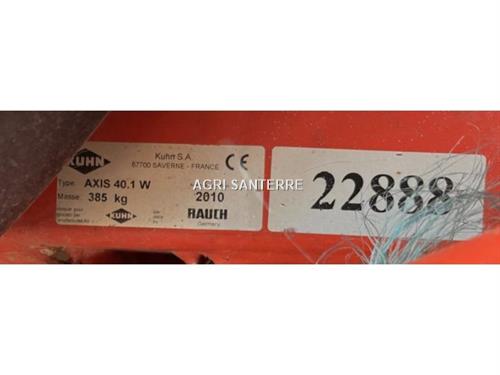 KUHN
Kuhn S.A.
67700 SAVERNE - FRANCE
CE
Type: AXIS 40.1 W
AGRI SANTERRE
Masse: 385 kg
2010
KUHN
RAUCH
Germany
22888